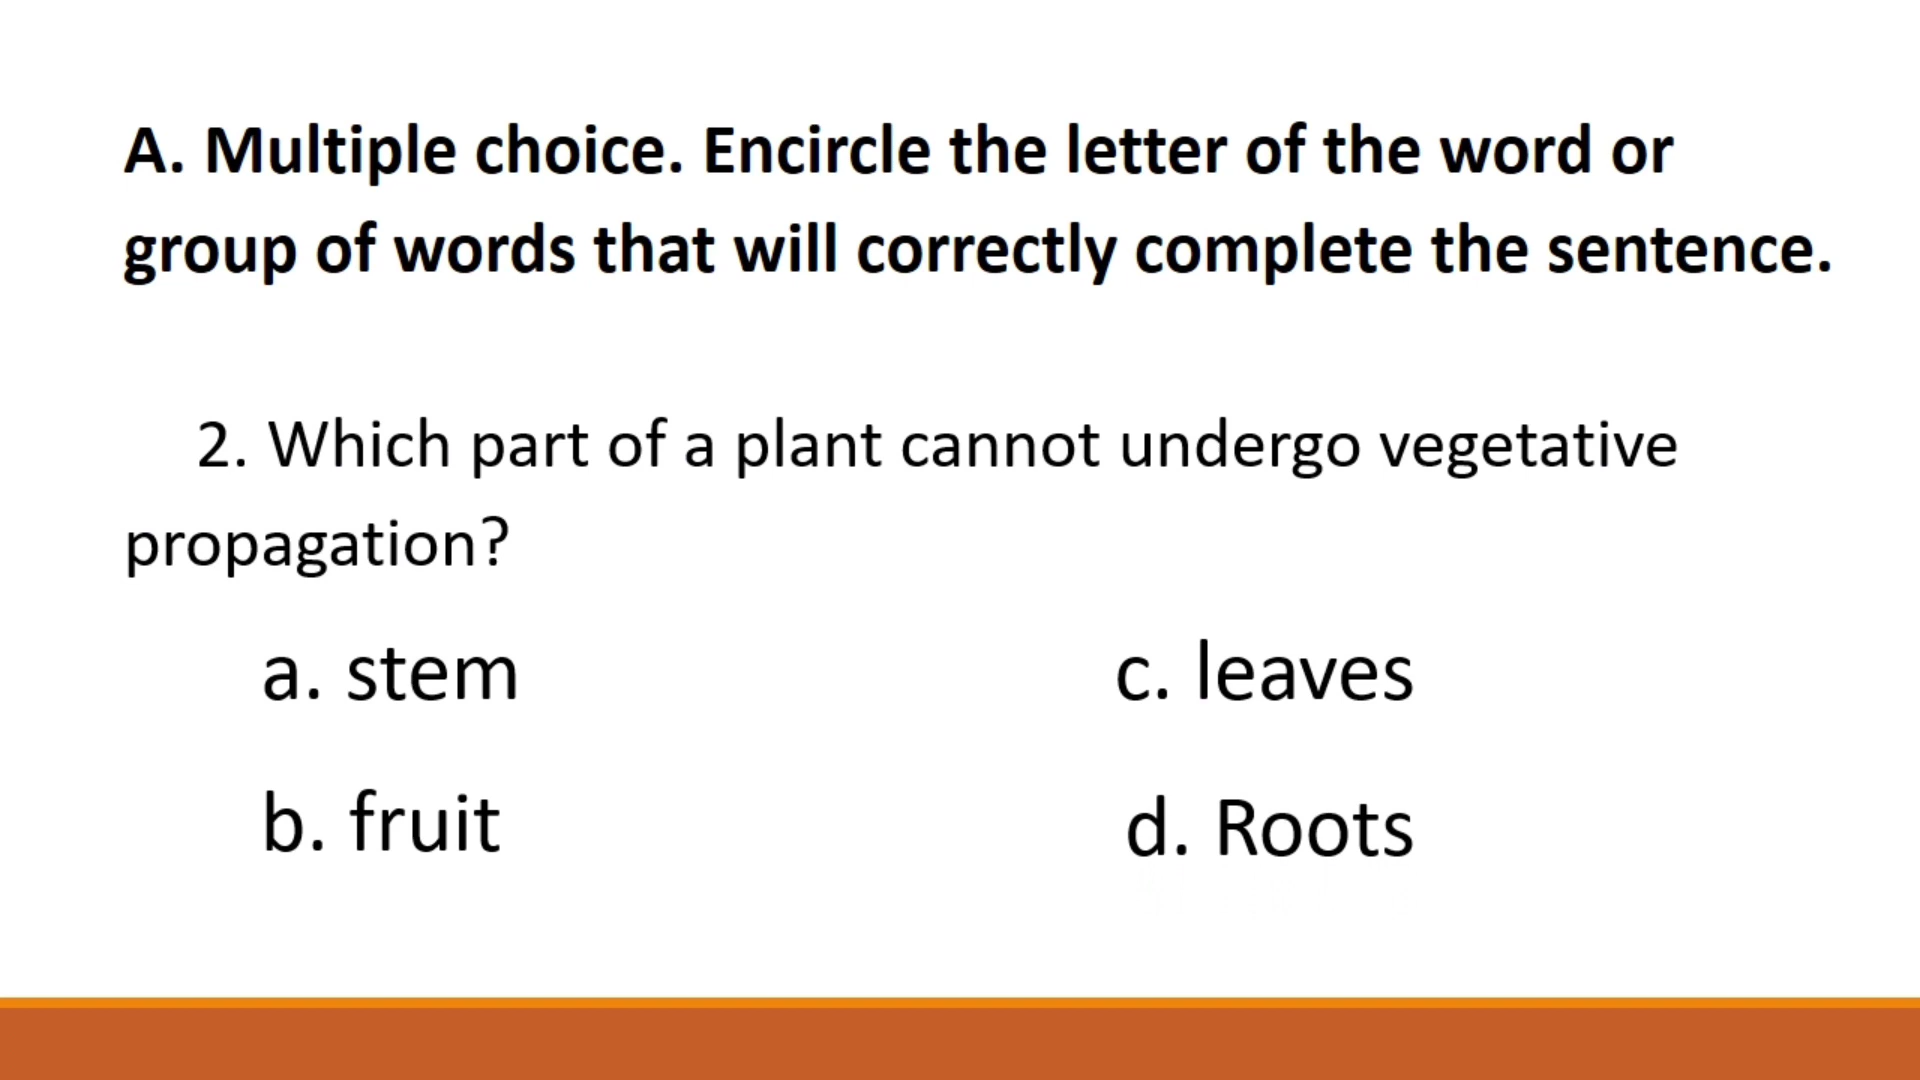 A. Multiple choice. Encircle the letter of the word or
group of words that will correctly complete the sentence.
2. Which part of a plant cannot undergo vegetative
propagation?
a. stem
c. leaves
b. fruit
d. Roots